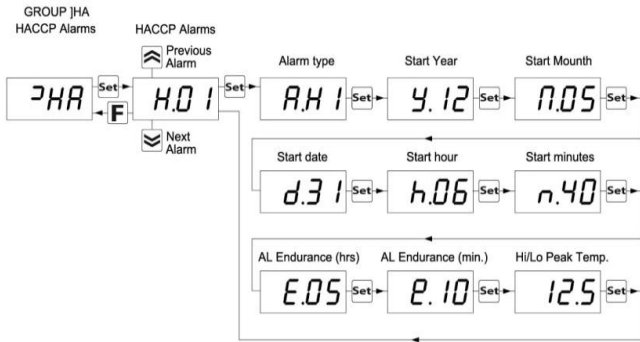 GROUP ]HA
HACCP Alarms
HACCP Alarms
Previous
Alarm
Next
Alarm
Alarm type
Start Year
Start Mounth
]HA Set H.01 Set A.H1 Set Y.12 Set M.05 Set
F
Start date
Start hour
Start minutes
d.31 Set h.06 Set n.40 Set
AL Endurance (hrs)
AL Endurance (min.)
Hi/Lo Peak Temp.
E.05 Set e.10 Set 12.5 Set